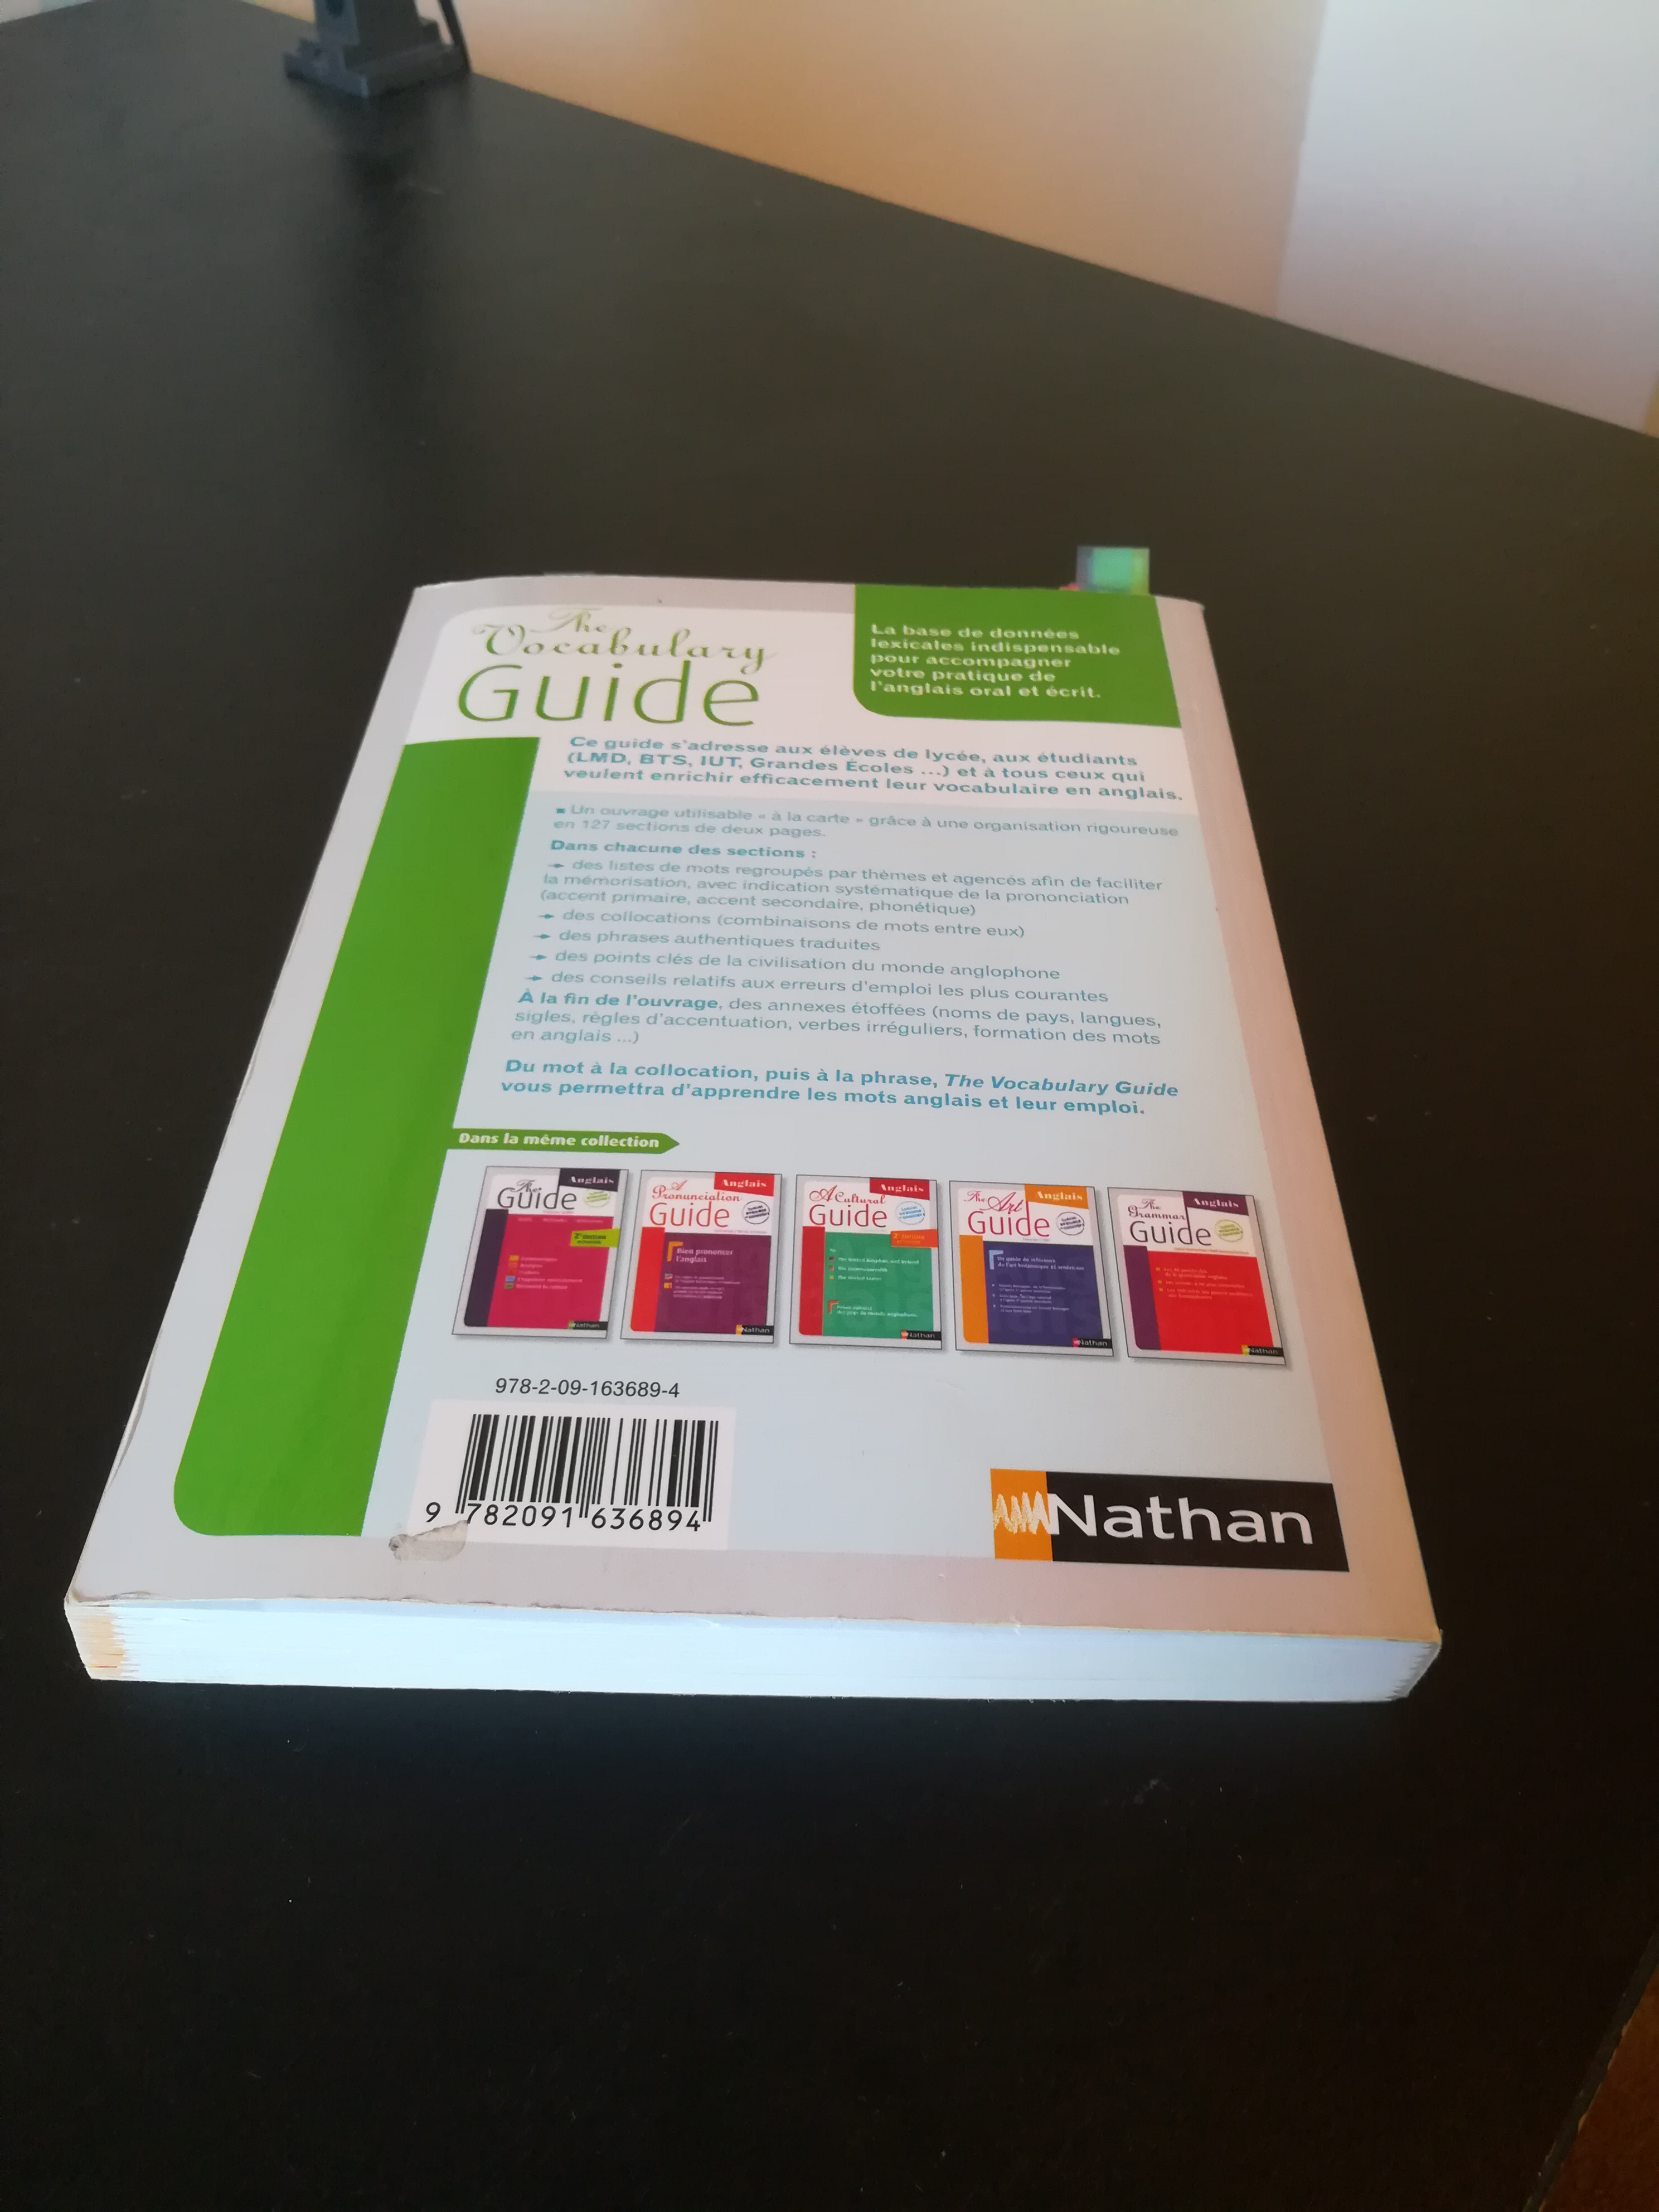 The
Vocabulary
Guide
La base de données
lexicales indispensable
pour accompagner
votre pratique de
l'anglais oral et écrit.
Ce guide s'adresse aux élèves de lycée, aux étudiants
(LMD, BTS, IUT, Grandes Écoles ...) et à tous ceux qui
veulent enrichir efficacement leur vocabulaire en anglais.
▪ Un ouvrage utilisable « à la carte » grâce à une organisation rigoureuse
en 127 sections de deux pages.
Dans chacune des sections :
➛ des listes de mots regroupés par thèmes et agencés afin de faciliter
la mémorisation, avec indication systématique de la prononciation
(accent primaire, accent secondaire, phonétique)
➛ des collocations (combinaisons de mots entre eux)
➛ des phrases authentiques traduites
➛ des points clés de la civilisation du monde anglophone
➛ des conseils relatifs aux erreurs d'emploi les plus courantes
À la fin de l'ouvrage, des annexes étoffées (noms de pays, langues,
sigles, règles d'accentuation, verbes irréguliers, formation des mots
en anglais ...)
Du mot à la collocation, puis à la phrase, The Vocabulary Guide
vous permettra d'apprendre les mots anglais et leur emploi.
Dans la même collection
Anglais
The
Guide
2e édition
Nathan
Anglais
A
Pronunciation
Guide
Bien prononcer
l'anglais
Nathan
Anglais
A Cultural
Guide
2e édition
Nathan
Anglais
The Art
Guide
Nathan
Anglais
The
Grammar
Guide
Nathan
978-2-09-163689-4
9 782091 636894
Nathan